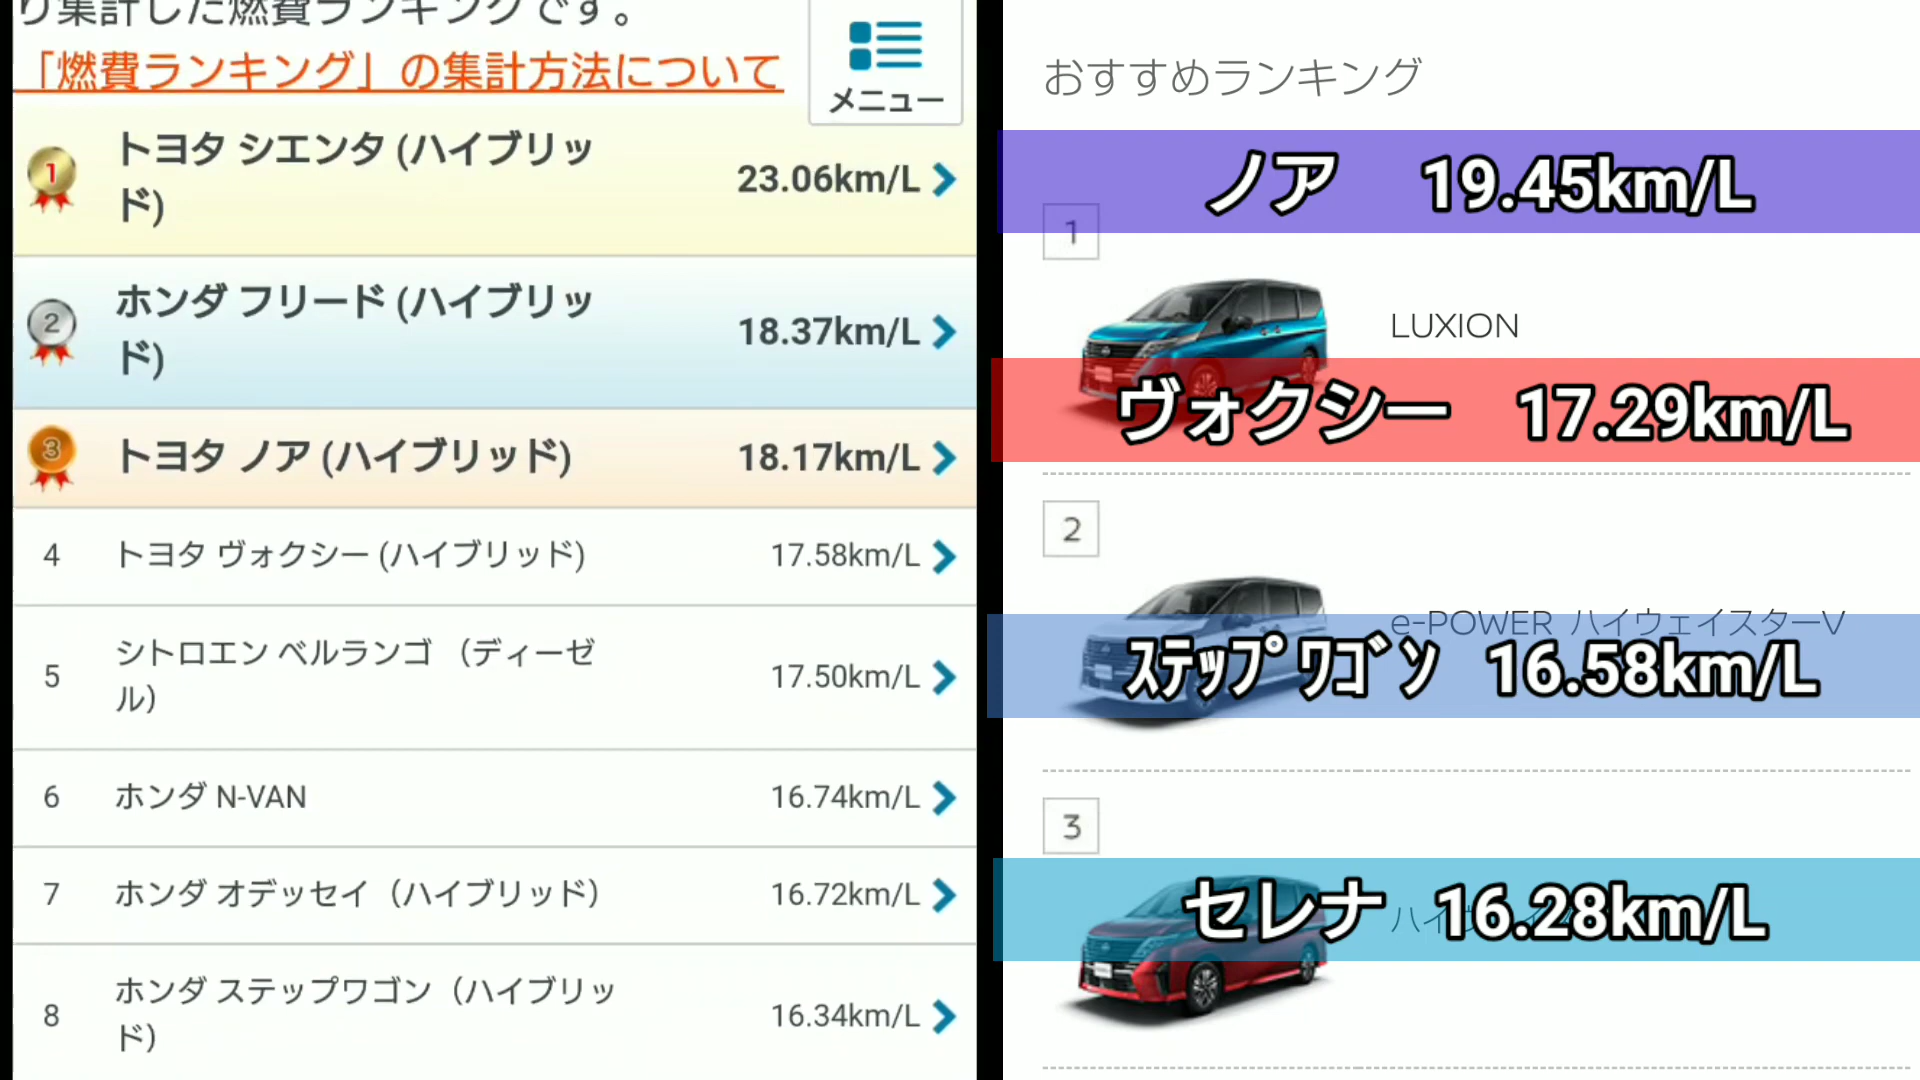 り集計した燃費ランキングです。
「燃費ランキング」の集計方法について
メニュー
1
トヨタ シエンタ (ハイブリッ
ド)
23.06km/L
2
ホンダ フリード (ハイブリッ
ド)
18.37km/L
3
トヨタ ノア (ハイブリッド)
18.17km/L
4
トヨタ ヴォクシー (ハイブリッド)
17.58km/L
5
シトロエン ベルランゴ （ディーゼ
ル）
17.50km/L
6
ホンダ N-VAN
16.74km/L
7
ホンダ オデッセイ（ハイブリッド）
16.72km/L
8
ホンダ ステップワゴン（ハイブリッ
ド）
16.34km/L
おすすめランキング
ノア 19.45km/L
1
LUXION
ヴォクシー 17.29km/L
2
e-POWER ハイウェイスターV
ｽﾃｯﾌﾟﾜｺﾞﾝ 16.58km/L
3
セレナ 16.28km/L